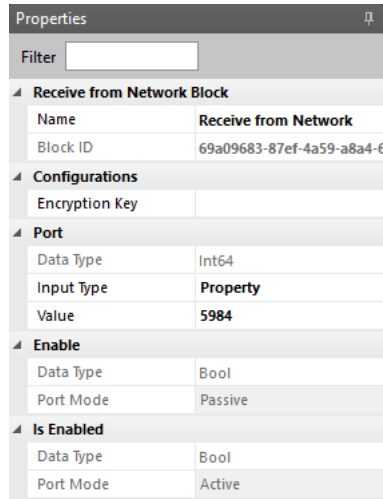 Properties
Filter
Receive from Network Block
Name Receive from Network
Block ID 69a09683-87ef-4a59-a8a4-6
Configurations
Encryption Key
Port
Data Type Int64
Input Type Property
Value 5984
Enable
Data Type Bool
Port Mode Passive
Is Enabled
Data Type Bool
Port Mode Active